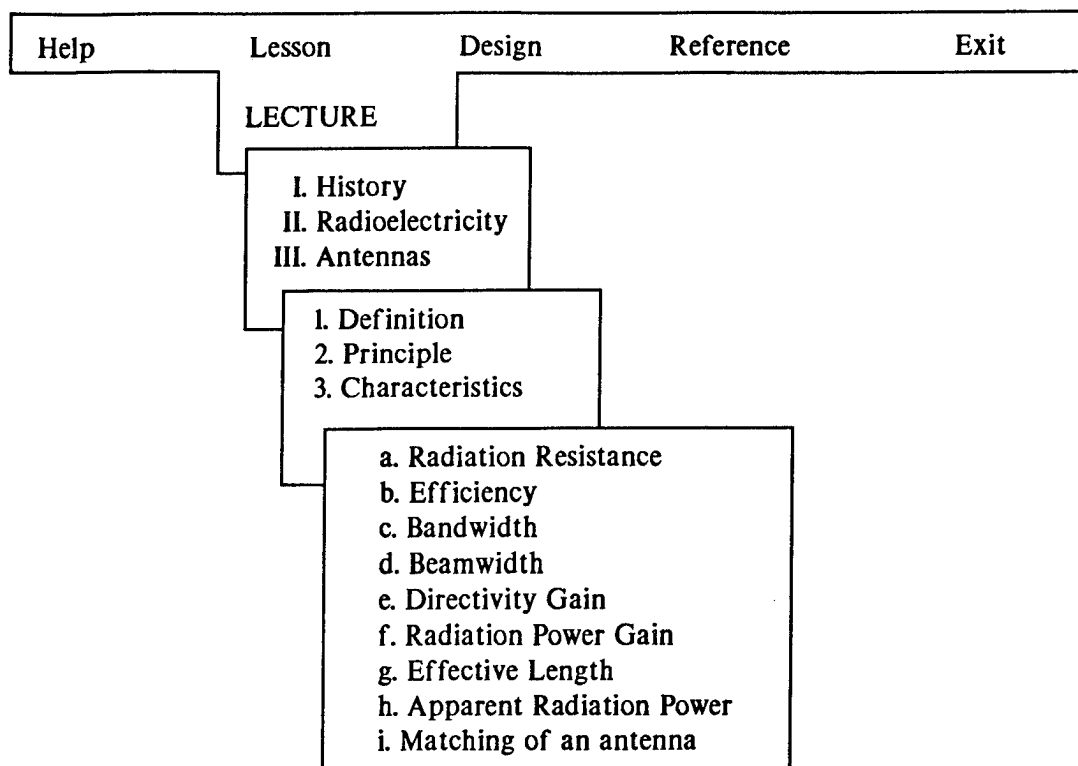 Help Lesson Design Reference Exit
LECTURE
I. History
II. Radioelectricity
III. Antennas
1. Definition
2. Principle
3. Characteristics
a. Radiation Resistance
b. Efficiency
c. Bandwidth
d. Beamwidth
e. Directivity Gain
f. Radiation Power Gain
g. Effective Length
h. Apparent Radiation Power
i. Matching of an antenna